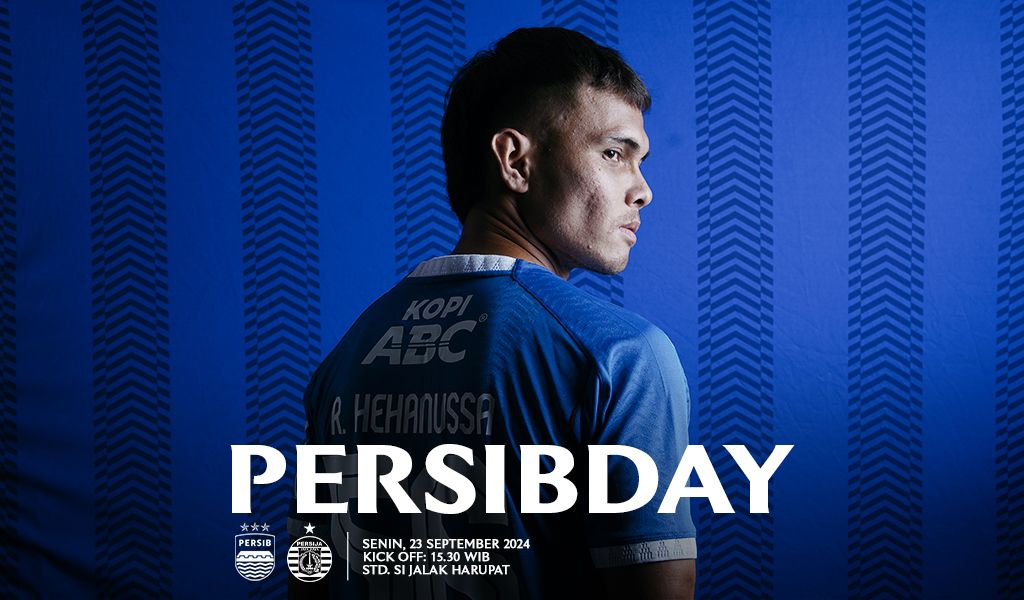 KOPI
ABC®
R. HEHANUSSA
PERSIBDAY
PERSIB
PERSIJA
SENIN, 23 SEPTEMBER 2024
KICK OFF: 15.30 WIB
STD. SI JALAK HARUPAT